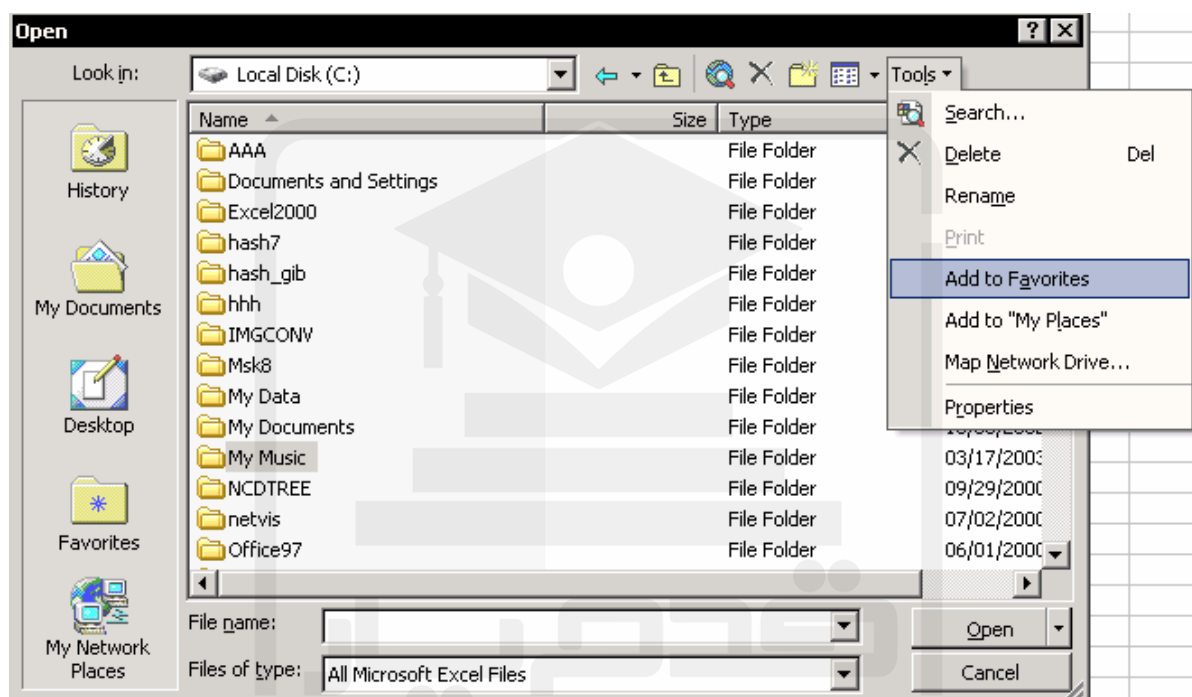 Open
Look in: Local Disk (C:) Tools
Name Size Type
AAA File Folder
Documents and Settings File Folder
Excel2000 File Folder
hash7 File Folder
hash_gib File Folder
hhh File Folder
IMGCONV File Folder
Msk8 File Folder
My Data File Folder
My Documents File Folder
My Music File Folder 03/17/2003
NCDTREE File Folder 09/29/2000
netvis File Folder 07/02/2000
Office97 File Folder 06/01/2000
History
My Documents
Desktop
Favorites
My Network
Places
Search...
Delete Del
Rename
Print
Add to Favorites
Add to "My Places"
Map Network Drive...
Properties
File name: Open
Files of type: All Microsoft Excel Files Cancel